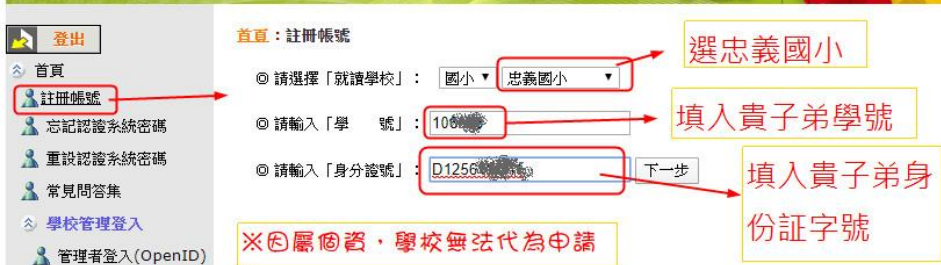 登出
首頁
註冊帳號
忘記認證系統密碼
重設認證系統密碼
常見問答集
學校管理登入
管理者登入(OpenID)
首頁：註冊帳號
◎ 請選擇「就讀學校」： 國小 忠義國小
◎ 請輸入「學 號」： 106
◎ 請輸入「身分證號」： D1256 下一步
※因屬個資，學校無法代為申請
選忠義國小
填入貴子弟學號
填入貴子弟身
份証字號